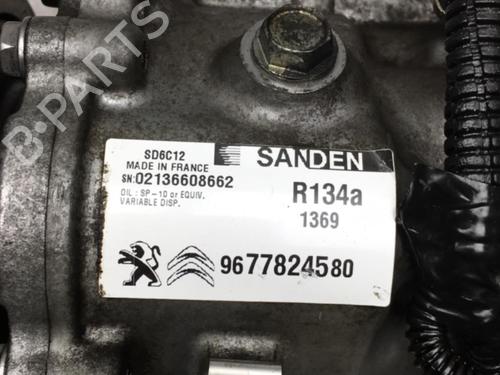 B-PARTS
SD6C12
MADE IN FRANCE
SN:02136608662
OIL : SP-10 or EQUIV.
VARIABLE DISP.
SANDEN
R134a
1369
9677824580